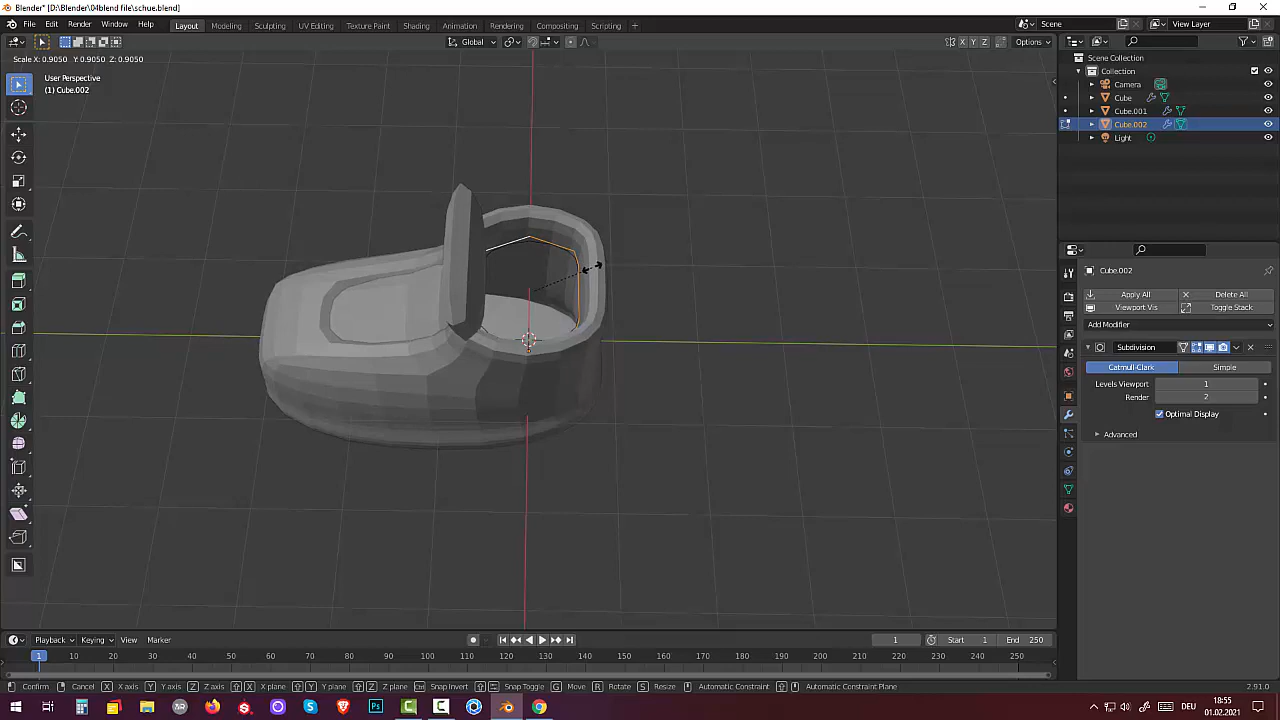 Blender* [D:\Blender\04blend file\schue.blend]
File Edit Render Window Help Layout Modeling Sculpting UV Editing Texture Paint Shading Animation Rendering Compositing Scripting Scene View Layer
Global X Y Z Options
Scale X: 0.9050 Y: 0.9050 Z: 0.9050
User Perspective
(1) Cube.002
Scene Collection
Collection
Camera
Cube
Cube.001
Cube.002
Light
Cube.002
Apply All Delete All
Viewport Vis Toggle Stack
Add Modifier
Subdivision
Catmull-Clark Simple
Levels Viewport 1
Render 2
Optimal Display
Advanced
Playback Keying View Marker 1 Start 1 End 250
1 10 20 30 40 50 60 70 80 90 100 110 120 130 140 150 160 170 180 190 200 210 220 230 240 250
Confirm Cancel X X axis Y Y axis Z Z axis X X plane Y Y plane Z Z plane Snap Invert Snap Toggle G Move R Rotate S Resize Automatic Constraint Automatic Constraint Plane 2.91.0
DEU 18:55
01.02.2021